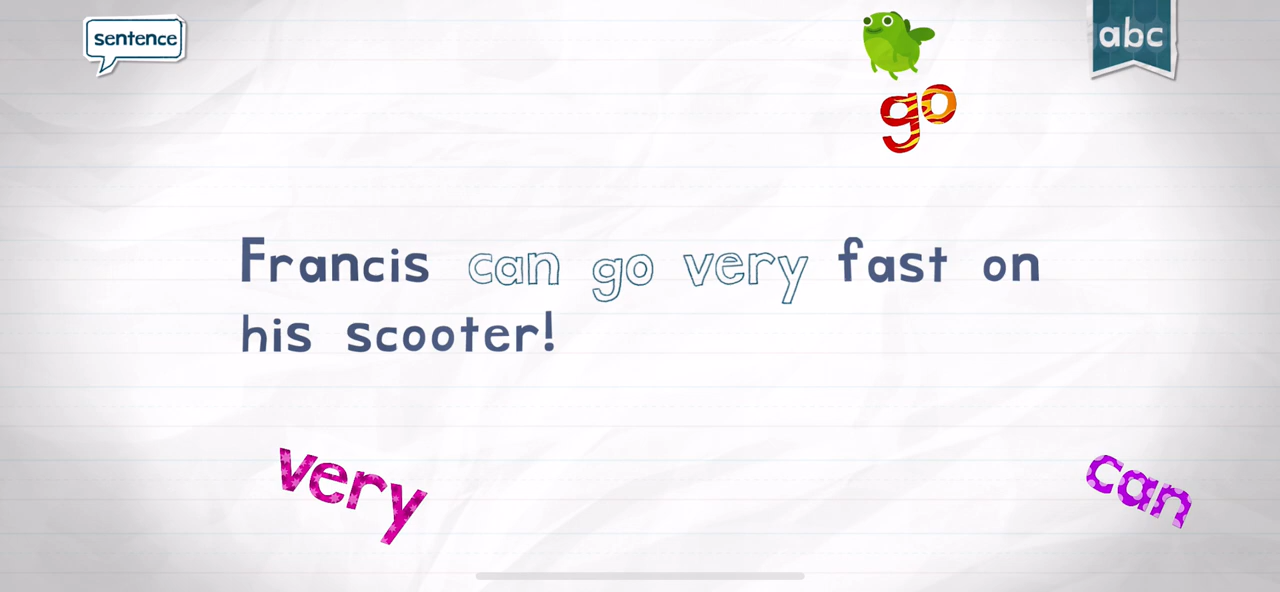 sentence
abc
go
Francis can go very fast on
his scooter!
very
can